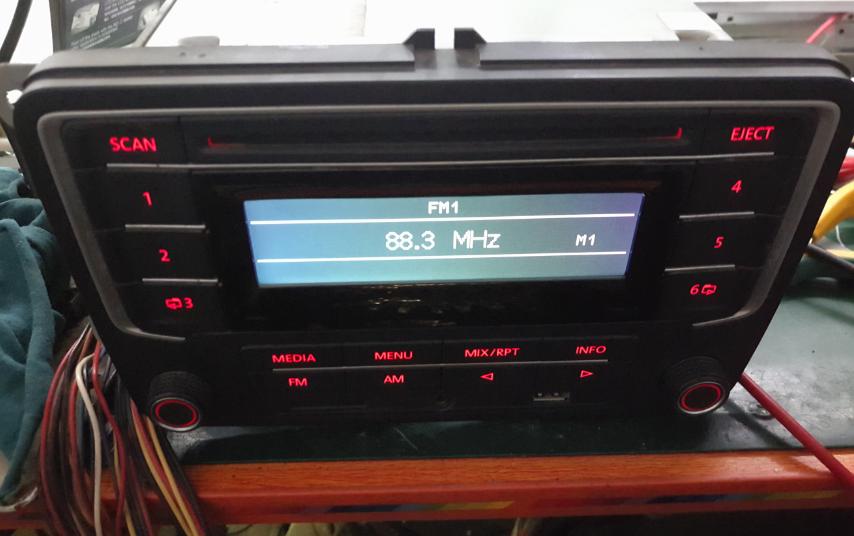 SCAN
EJECT
1
4
FM1
88.3 MHz M1
2
5
3
6
MEDIA MENU MIX/RPT INFO
FM AM